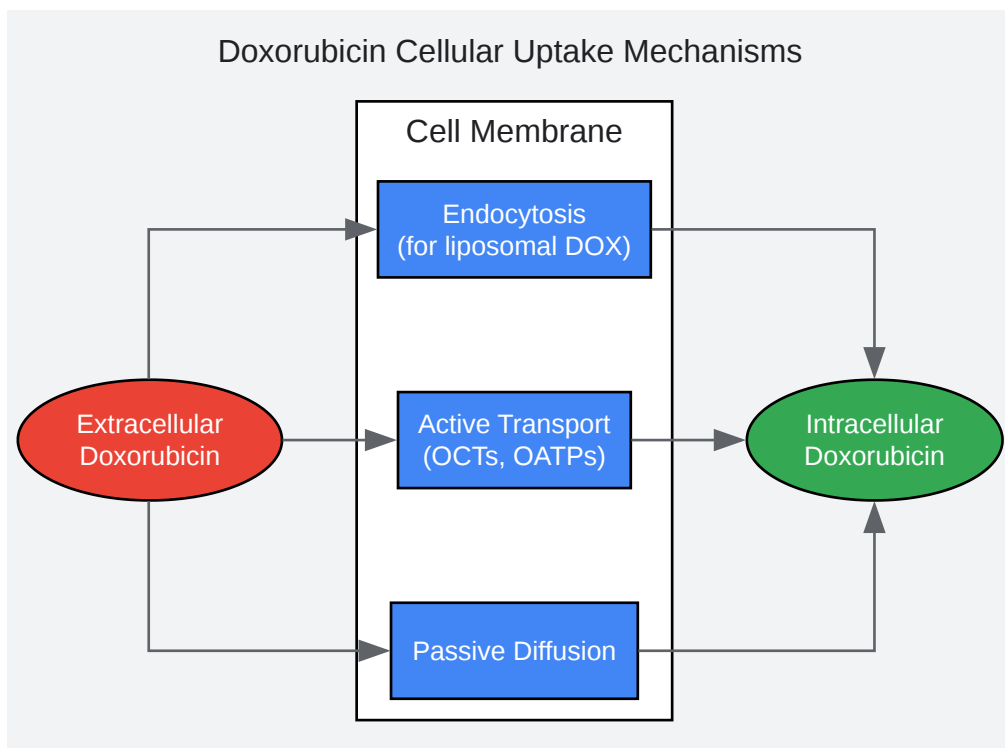 Doxorubicin Cellular Uptake Mechanisms
Cell Membrane
Endocytosis
(for liposomal DOX)
Extracellular
Doxorubicin
Active Transport
(OCTs, OATPs)
Intracellular
Doxorubicin
Passive Diffusion